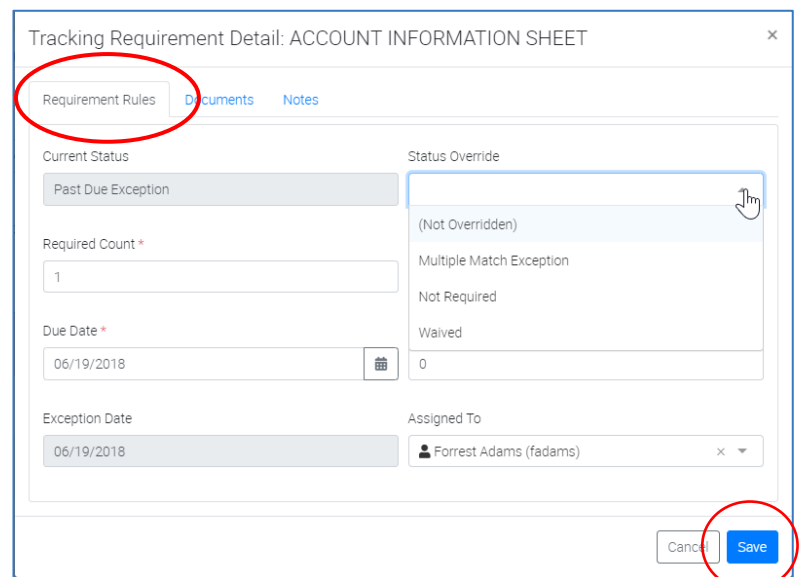 Tracking Requirement Detail: ACCOUNT INFORMATION SHEET ×
Requirement Rules Documents Notes
Current Status Status Override
Past Due Exception
(Not Overridden)
Required Count *
Multiple Match Exception
1
Not Required
Due Date *
Waived
06/19/2018 0
Exception Date Assigned To
06/19/2018 Forrest Adams (fadams) ×
Cancel Save